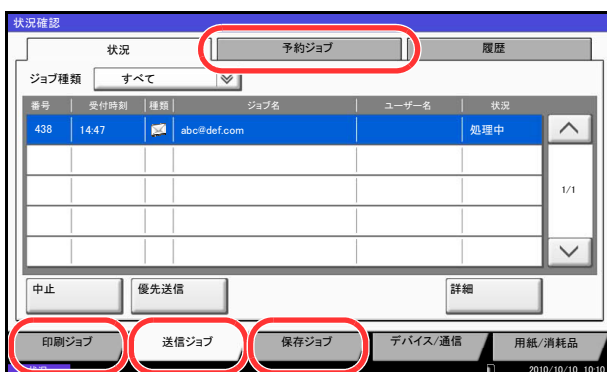 状況確認
状況 予約ジョブ 履歴
ジョブ種類 すべて
番号 受付時刻 種類 ジョブ名 ユーザー名 状況
438 14:47 abc@def.com 処理中
1/1
中止 優先送信 詳細
印刷ジョブ 送信ジョブ 保存ジョブ デバイス/通信 用紙/消耗品
状況 2010/10/10 10:10